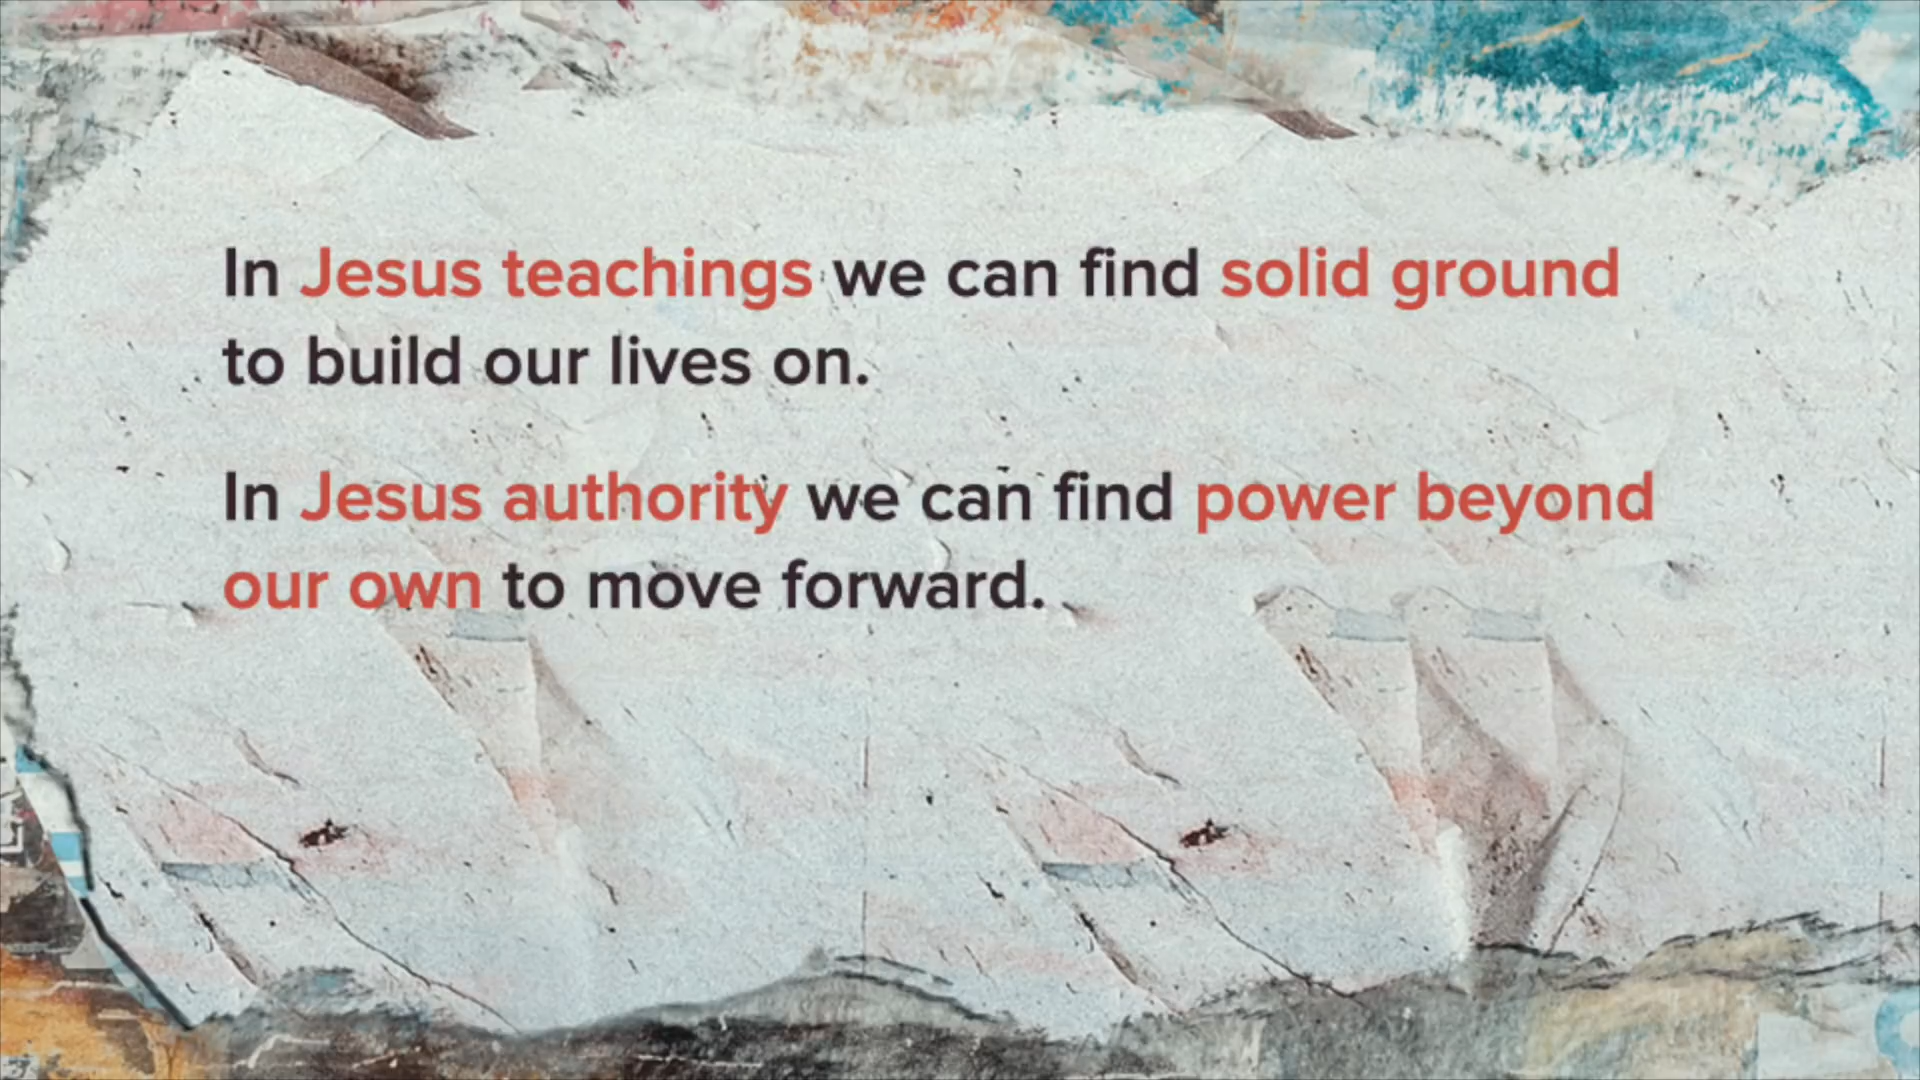 In Jesus teachings we can find solid ground
to build our lives on.
In Jesus authority we can find power beyond
our own to move forward.